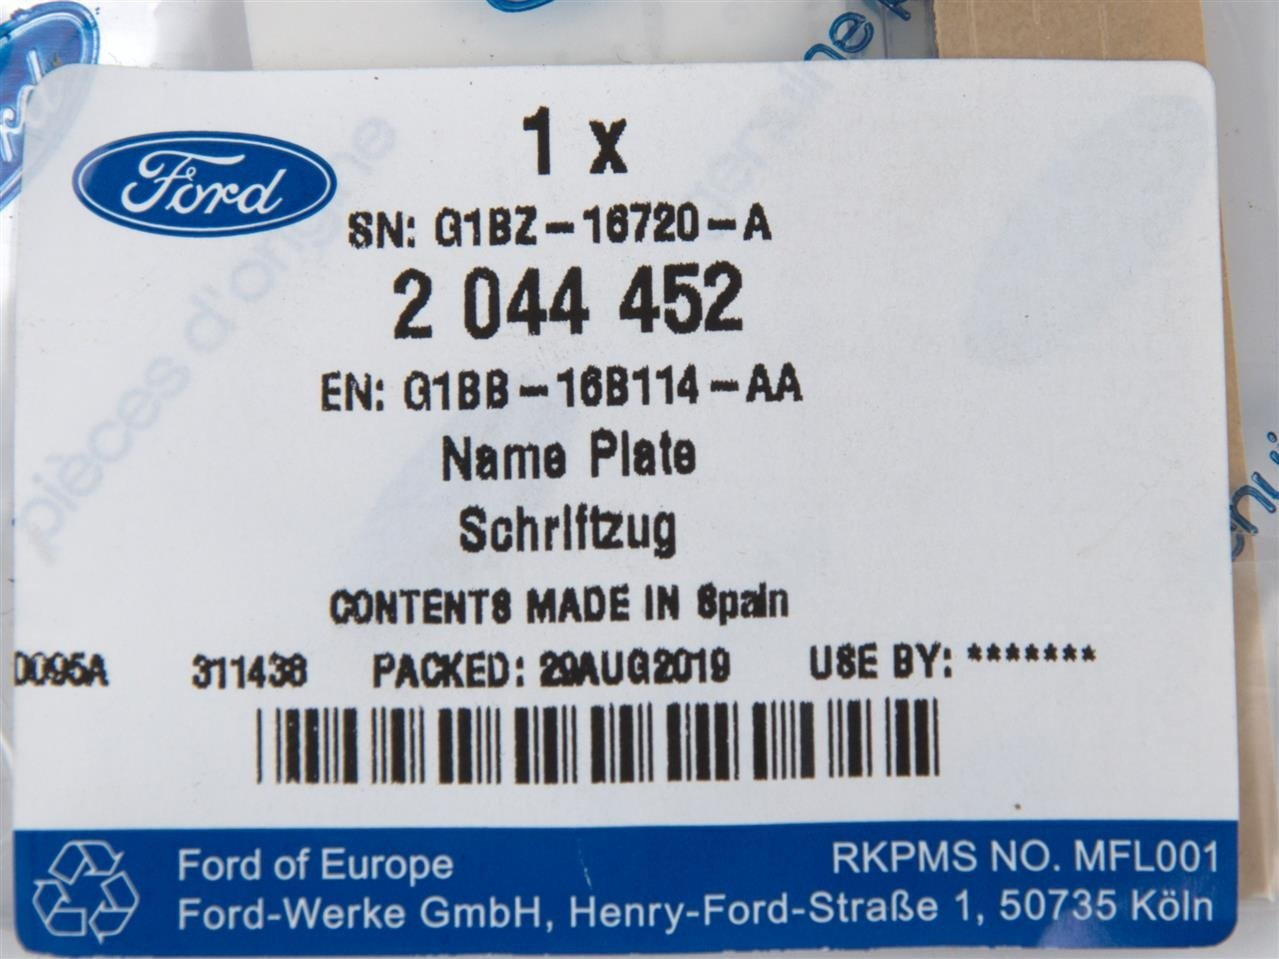 Ford
1 x
SN: G1BZ-16720-A
2 044 452
EN: G1BB-16B114-AA
Name Plate
Schriftzug
CONTENTS MADE IN Spain
0095A 311438 PACKED: 29AUG2019 USE BY: *******
pièces d'origine
Ford of Europe RKPMS NO. MFL001
Ford-Werke GmbH, Henry-Ford-Straße 1, 50735 Köln